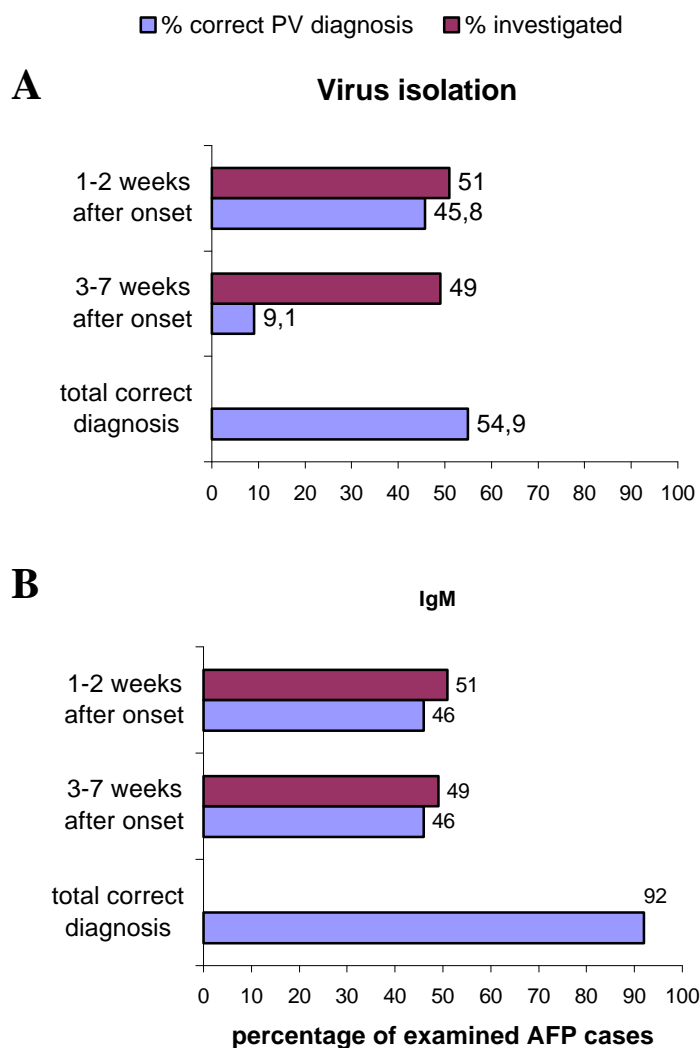 % correct PV diagnosis % investigated
A
Virus isolation
1-2 weeks
after onset
51
45,8
3-7 weeks
after onset
49
9,1
total correct
diagnosis
54,9
0 10 20 30 40 50 60 70 80 90 100
B
IgM
1-2 weeks
after onset
51
46
3-7 weeks
after onset
49
46
total correct
diagnosis
92
0 10 20 30 40 50 60 70 80 90 100
percentage of examined AFP cases